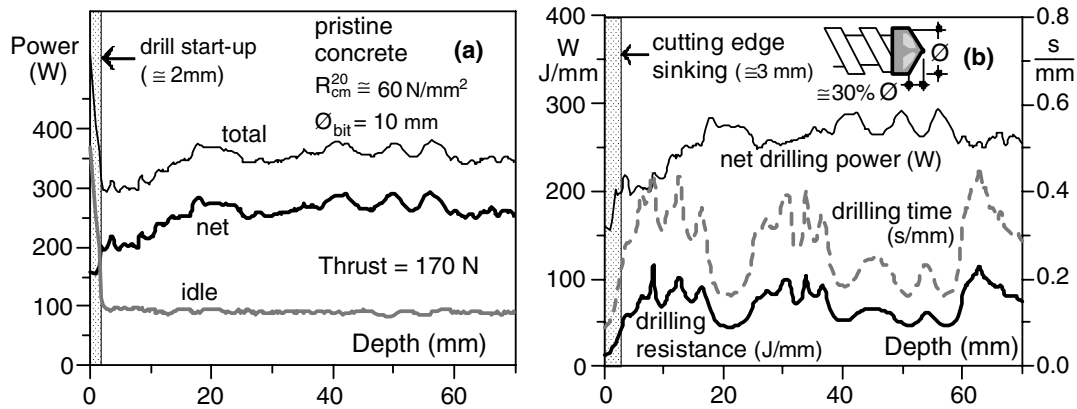 Power
(W)
400
300
200
100
0
0
20
40
60
drill start-up
(≅ 2mm)
pristine
concrete
(a)
R²⁰cm ≅ 60 N/mm²
Øbit = 10 mm
total
net
Thrust = 170 N
idle
Depth (mm)
400
W
J/mm
300
200
100
0
0
20
40
60
0.8
s
mm
0.6
0.4
0.2
0.0
cutting edge
sinking (≅3 mm)
Ø
(b)
≅30% Ø
net drilling power (W)
drilling time
(s/mm)
drilling
resistance (J/mm)
Depth (mm)